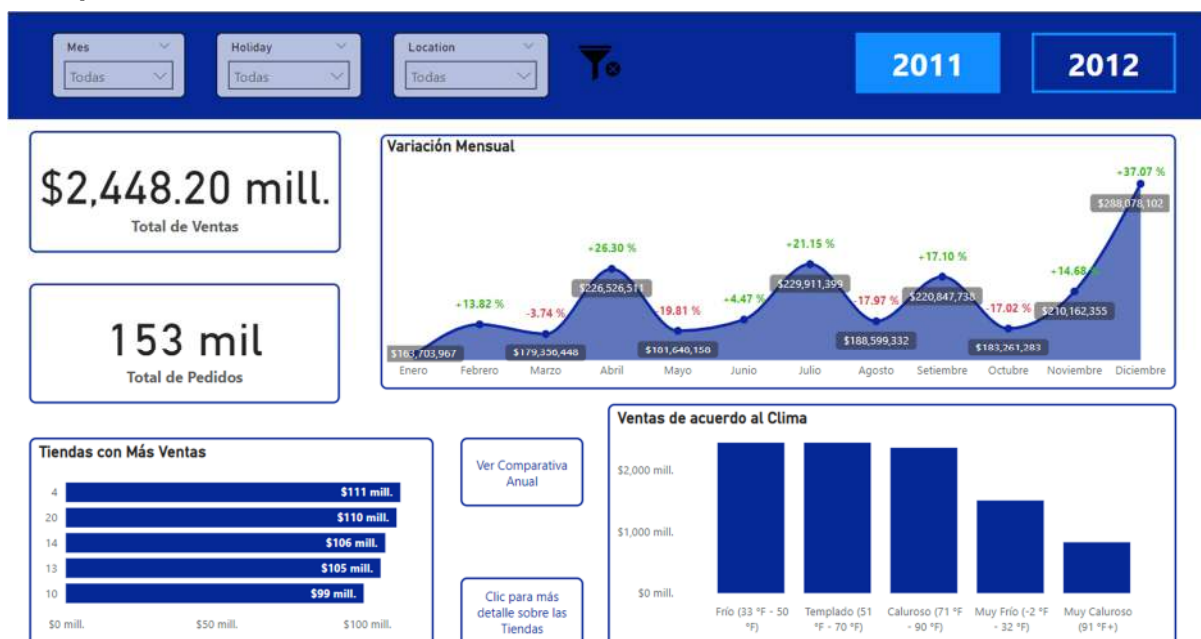 Mes
Todas
Holiday
Todas
Location
Todas
2011
2012
$2,448.20 mill.
Total de Ventas
153 mil
Total de Pedidos
Variación Mensual
+13.82 %
-3.74 %
+26.30 %
-19.81 %
+4.47 %
+21.15 %
-17.97 %
+17.10 %
-17.02 %
+14.68 %
+37.07 %
$163,703,967
$226,526,511
$229,911,399
$188,599,332
$220,847,738
$183,261,283
$210,162,355
$288,078,102
Enero
Febrero
Marzo
Abril
Mayo
Junio
Julio
Agosto
Setiembre
Octubre
Noviembre
Diciembre
Tiendas con Más Ventas
4
$111 mill.
20
$110 mill.
14
$106 mill.
13
$105 mill.
10
$99 mill.
$0 mill.
$50 mill.
$100 mill.
Ver Comparativa
Anual
Clic para más
detalle sobre las
Tiendas
Ventas de acuerdo al Clima
$2,000 mill.
$1,000 mill.
$0 mill.
Frío (33 °F - 50
°F)
Templado (51
°F - 70 °F)
Caluroso (71 °F
- 90 °F)
Muy Frío (-2 °F
- 32 °F)
Muy Caluroso
(91 °F+)